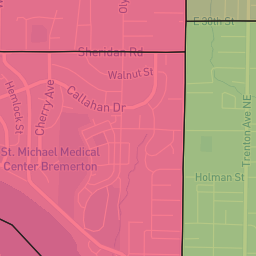 Oly
E 30th St
Sheridan Rd
Walnut St
Callahan Dr
Hemlock St
Cherry Ave
Trenton Ave NE
St. Michael Medical
Center Bremerton
Holman St